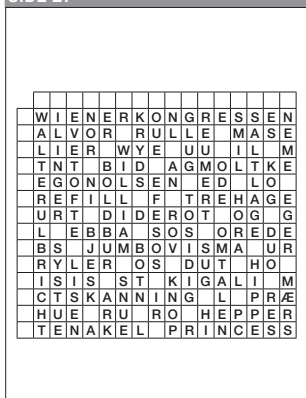 WIENERKONGRESSEN
ALVOR RULLE MASE
LIER WYE UU IL M
TNT BID AGMOLTKE
EGONOLSEN ED LO
REFILL F TREHAGE
URT DIDEROT OG G
L EBBA SOS OREDE
BS JUMBOVISMA UR
RYLER OS DUT HO
ISIS ST KIGALI M
CTSKANNING L PRÆ
HUE RU RO HEPPER
TENAKEL PRINCESS